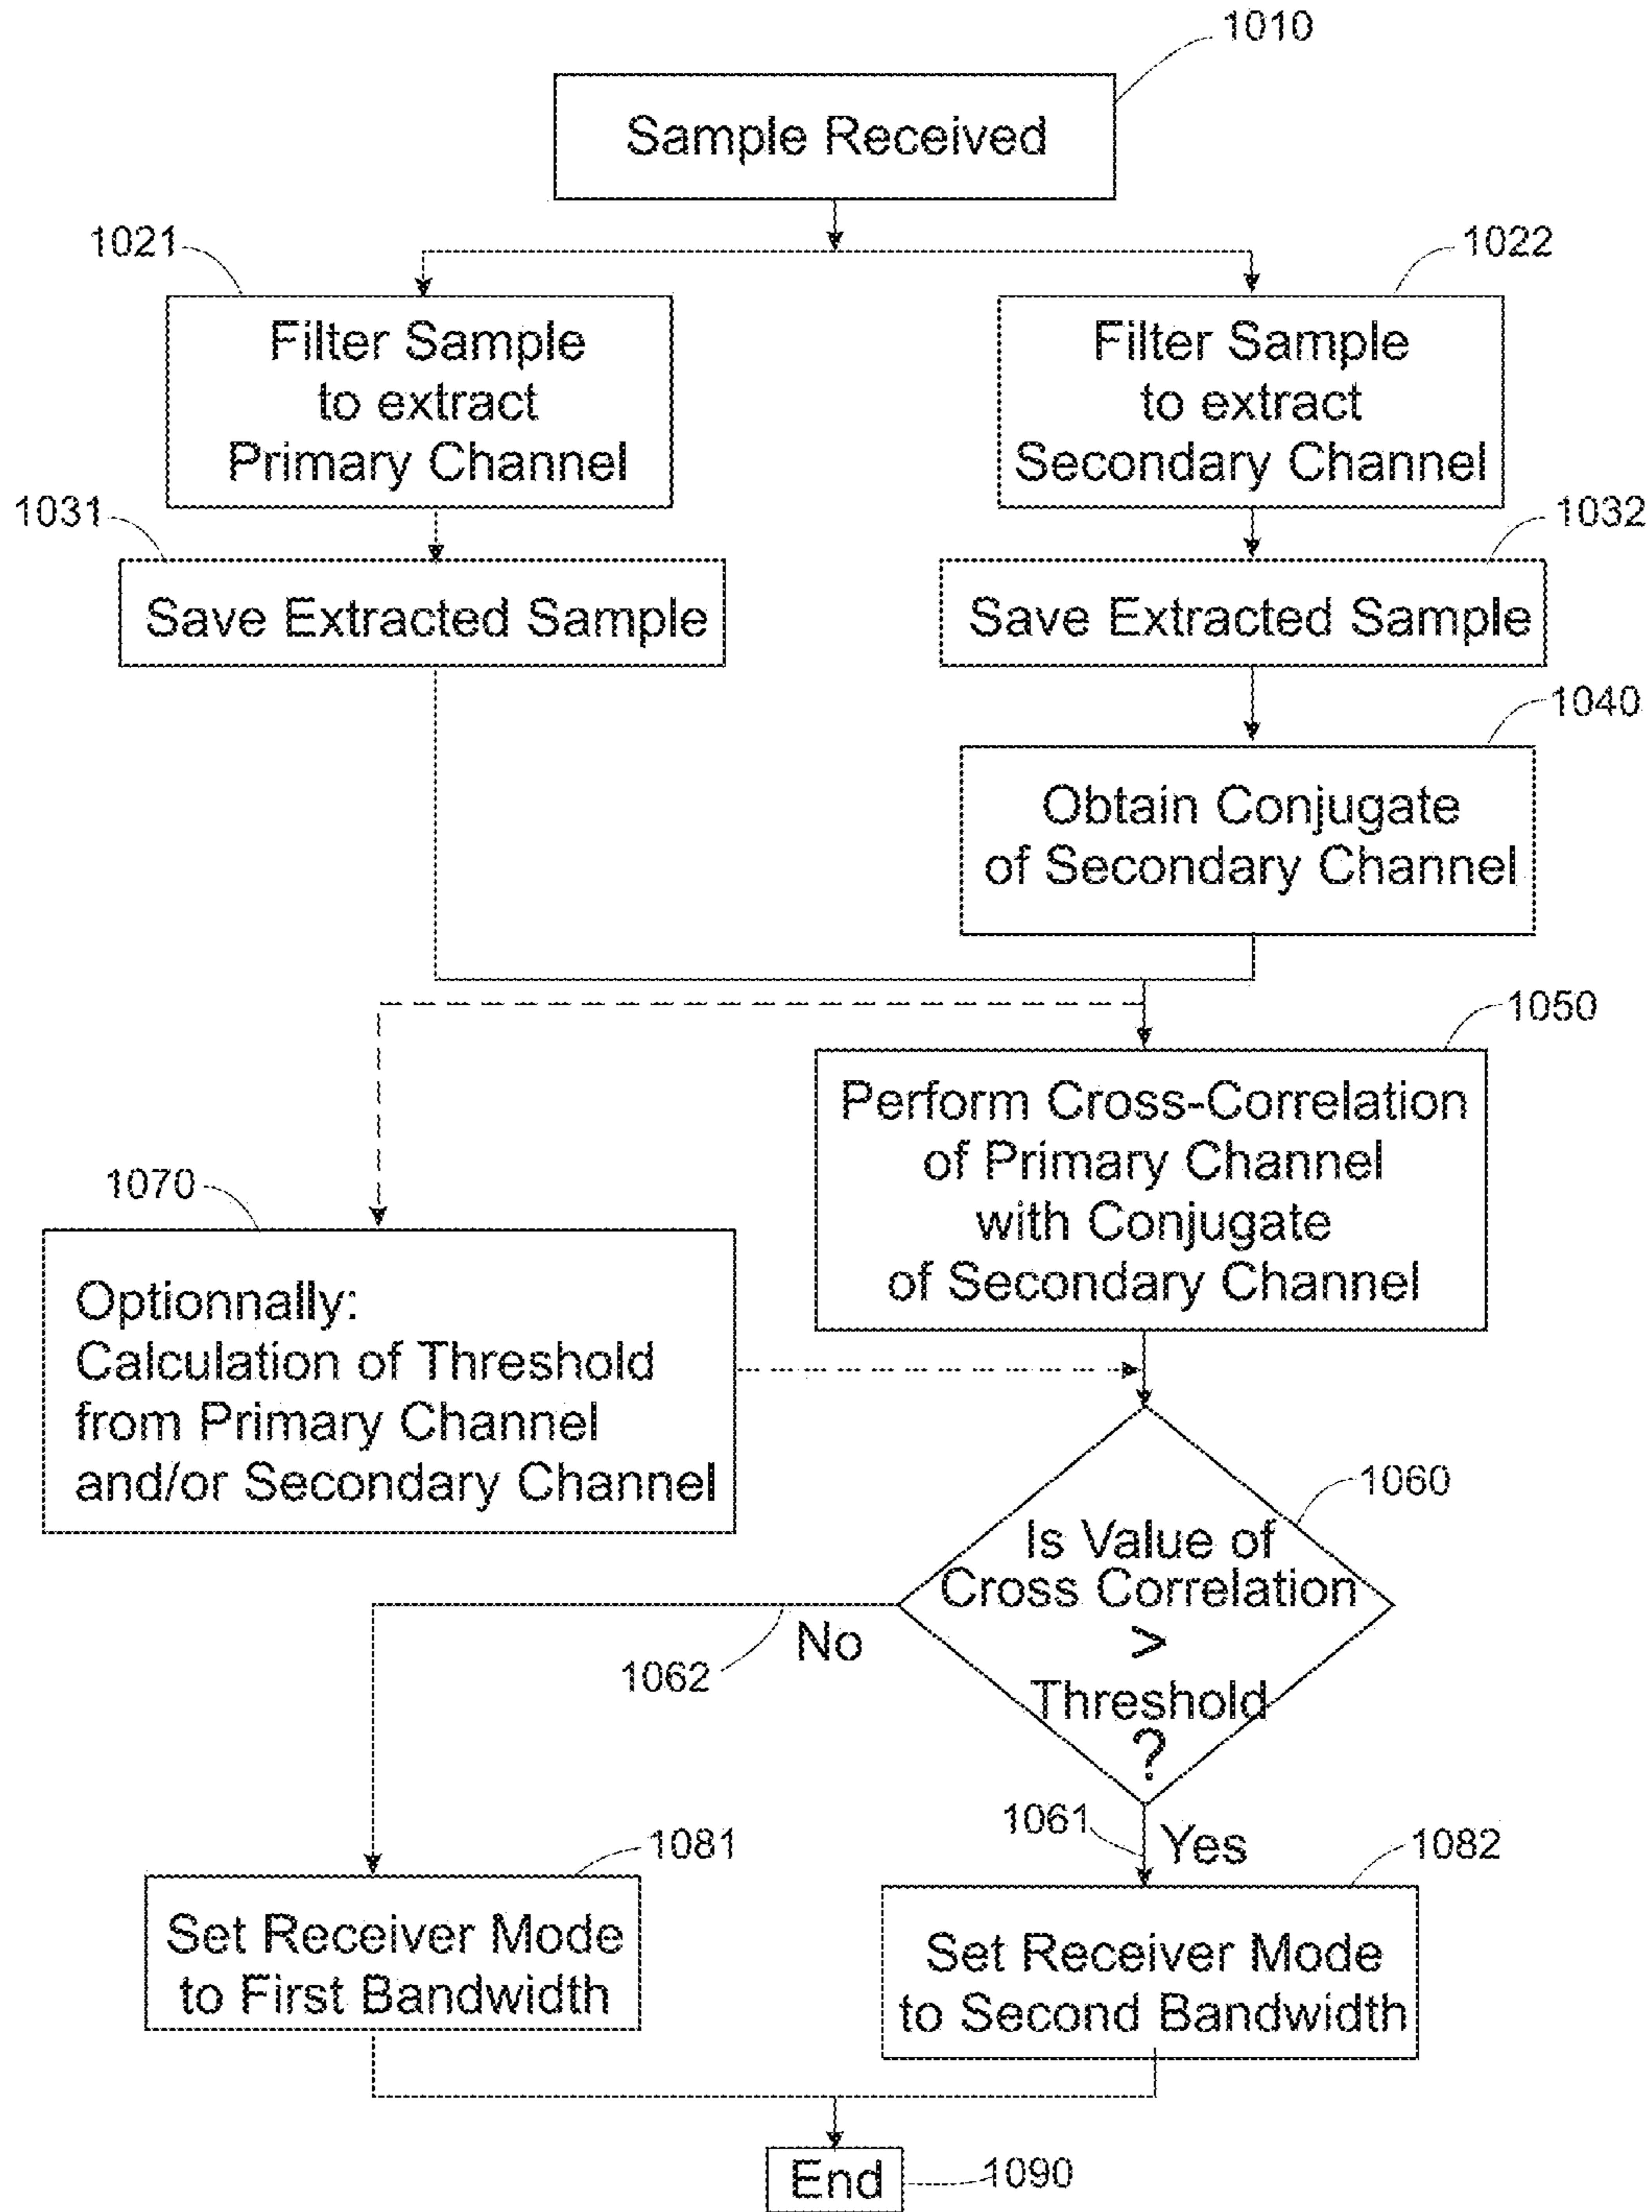 1010
Sample Received
1021
1022
Filter Sample
to extract
Primary Channel
Filter Sample
to extract
Secondary Channel
1031
1032
Save Extracted Sample
Save Extracted Sample
1040
Obtain Conjugate
of Secondary Channel
1050
Perform Cross-Correlation
of Primary Channel
with Conjugate
of Secondary Channel
1070
Optionnally:
Calculation of Threshold
from Primary Channel
and/or Secondary Channel
1060
Is Value of
Cross Correlation
>
Threshold
?
No
1062
1061
Yes
1081
1082
Set Receiver Mode
to First Bandwidth
Set Receiver Mode
to Second Bandwidth
End
1090